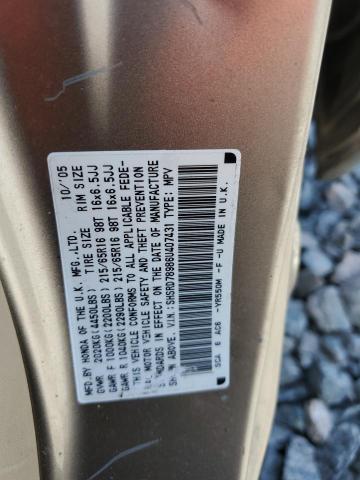 MFD.BY HONDA OF THE U.K. MFG.,LTD. 10/'05
TIRE SIZE RIM SIZE
GVWR 2020KG(4450LBS)
GAWR F 1000KG(2200LBS) 215/65R16 98T 16x6.5JJ
GAWR R 1040KG(2290LBS) 215/65R16 98T 16x6.5JJ
THIS VEHICLE CONFORMS TO ALL APPLICABLE FEDE-
MOTOR VEHICLE SAFETY AND THEFT PREVENTION
STANDARDS IN EFFECT ON THE DATE OF MANUFACTURE
ABOVE. V.I.N.: SHSRD78986U407431 TYPE: MPV
SCA 6 AC6 -YR550M -F -U MADE IN U.K.